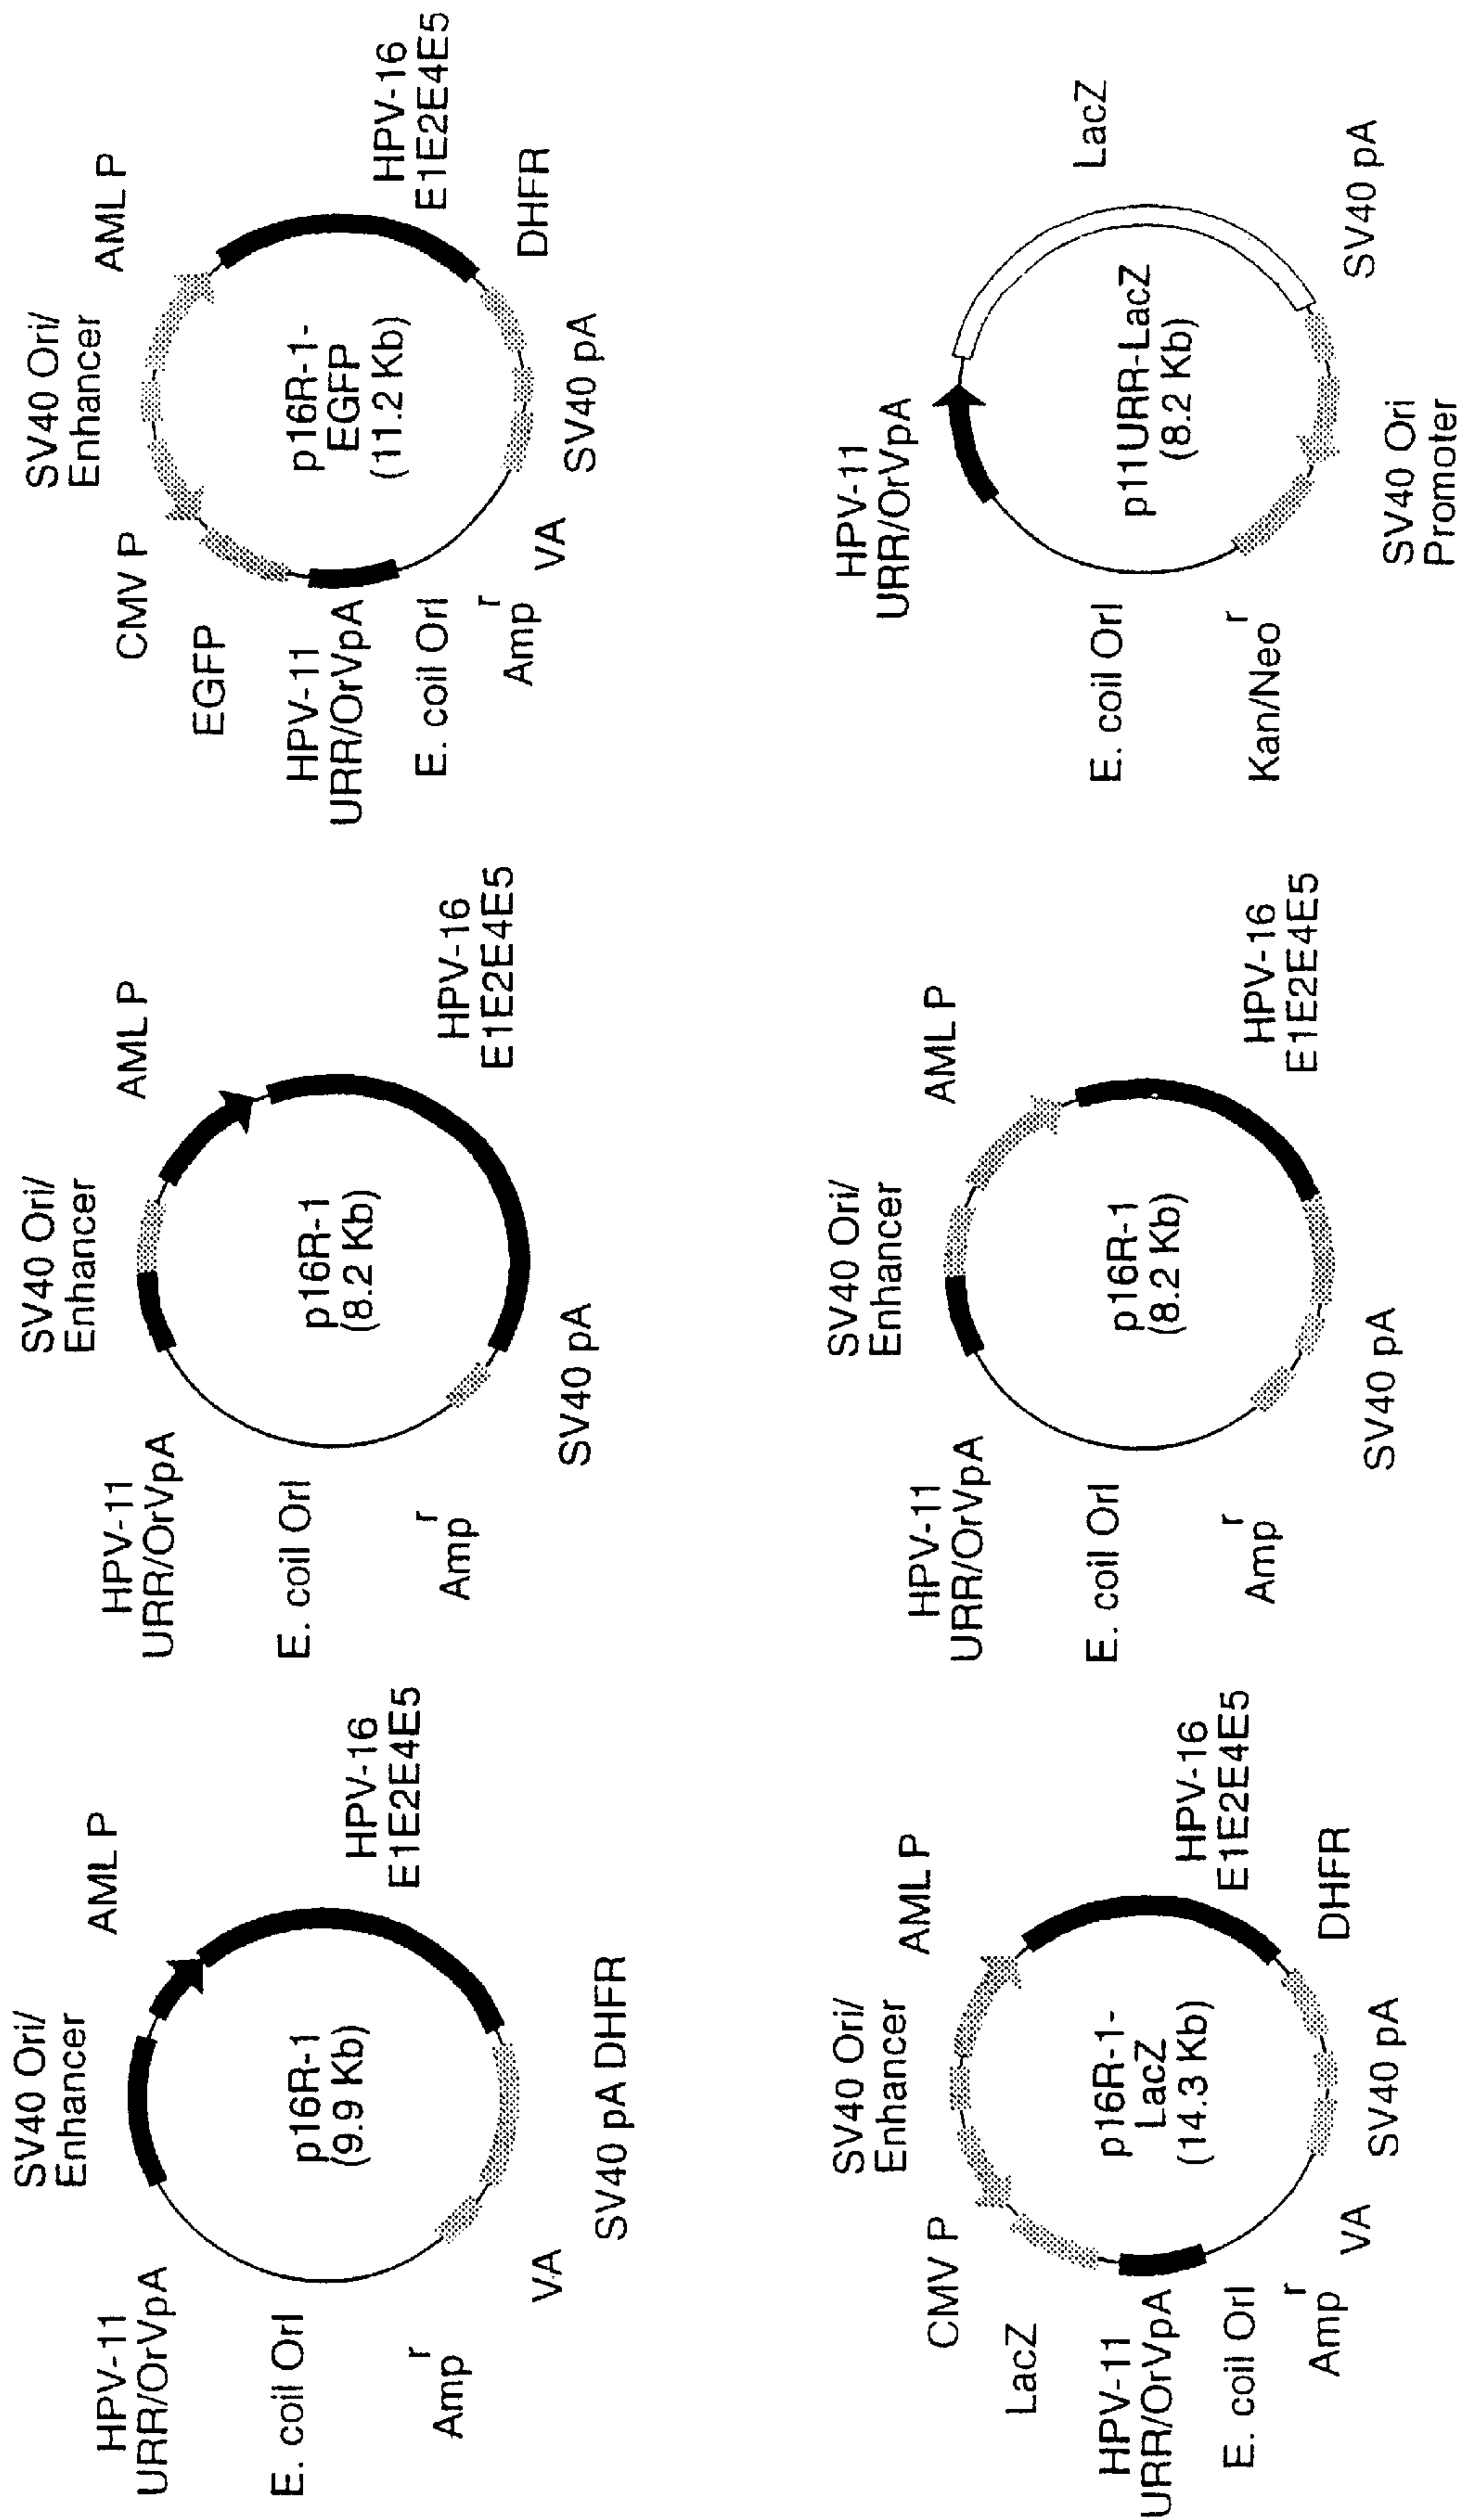 SV40 Ori/
Enhancer
AML P
HPV-11
URR/OrVpA
p16R-1
(9.9 Kb)
HPV-16
E1E2E4E5
E. coil OrI
Amp r
VA
SV40 pA DHFR
SV40 Ori/
Enhancer
AML P
HPV-11
URR/OrVpA
p16R-1
(8.2 Kb)
HPV-16
E1E2E4E5
E. coil OrI
Amp r
SV40 pA
SV40 Ori/
Enhancer
AML P
CMV P
EGFP
p16R-1-
EGFP
(11.2 Kb)
HPV-16
E1E2E4E5
HPV-11
URR/OrVpA
E. coil OrI
Amp r
VA
SV40 pA
DHFR
SV40 Ori/
Enhancer
AML P
CMV P
LacZ
p16R-1-
LacZ
(14.3 Kb)
HPV-16
E1E2E4E5
HPV-11
URR/OrVpA
E. coil OrI
Amp r
VA
SV40 pA
DHFR
SV40 Ori/
Enhancer
AML P
HPV-11
URR/OrVpA
p16R-1
(8.2 Kb)
HPV-16
E1E2E4E5
E. coil OrI
Amp r
SV40 pA
HPV-11
URR/OrVpA
LacZ
p11URR-LacZ
(8.2 Kb)
E. coil OrI
Kan/Neo r
SV40 Ori
Promoter
SV40 pA